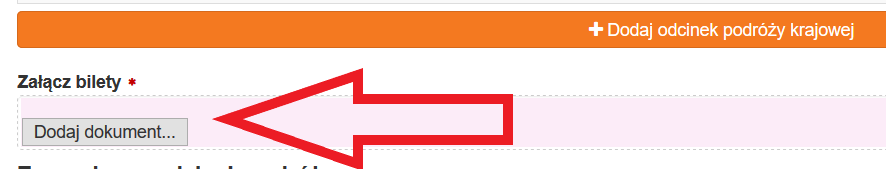 + Dodaj odcinek podróży krajowej
Załącz bilety *
Dodaj dokument...